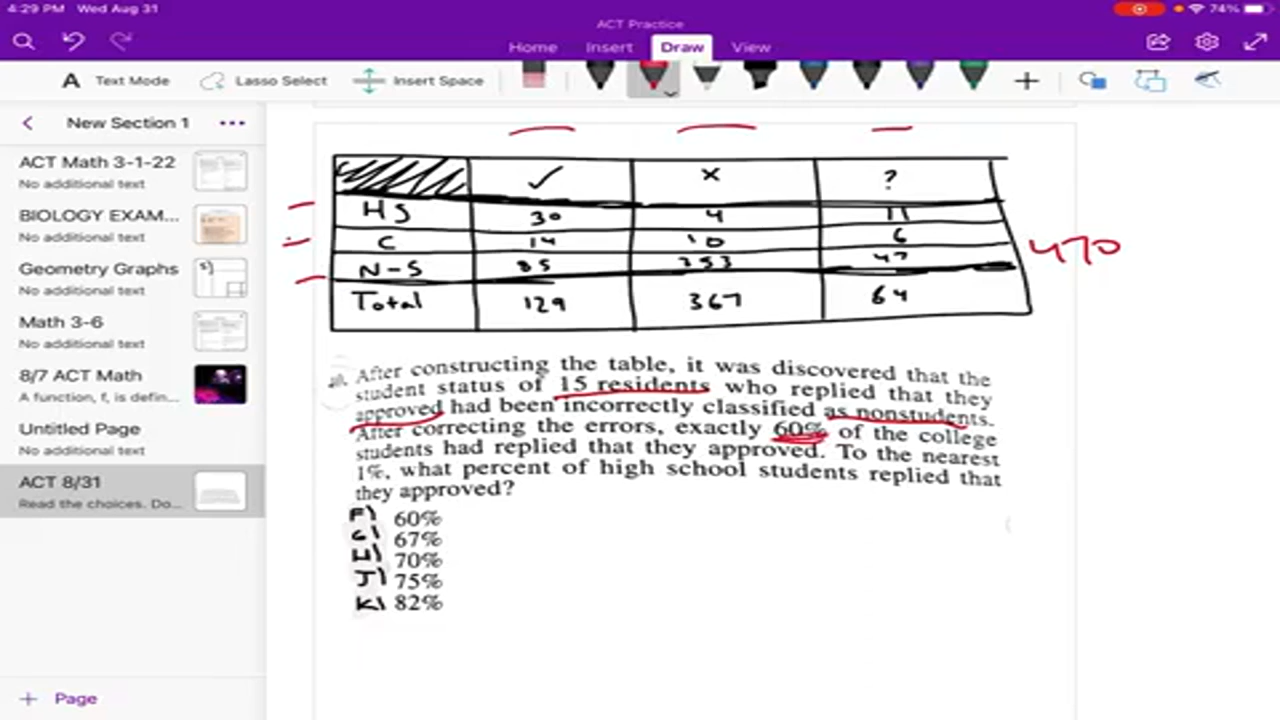 4:29 PM Wed Aug 31
74%
ACT Practice
Home Insert Draw View
A Text Mode Lasso Select Insert Space
New Section 1
ACT Math 3-1-22
No additional text
BIOLOGY EXAM...
No additional text
Geometry Graphs
No additional text
Math 3-6
No additional text
8/7 ACT Math
A function, f, is defin...
Untitled Page
No additional text
ACT 8/31
Read the choices. Do...
+ Page
✓ × ?
HS 30 4 11
C 14 10 6
N-S 85 353 47
Total 129 367 64
470
After constructing the table, it was discovered that the
student status of 15 residents who replied that they
approved had been incorrectly classified as nonstudents.
After correcting the errors, exactly 60% of the college
students had replied that they approved. To the nearest
1%, what percent of high school students replied that
they approved?
F) 60%
G) 67%
H) 70%
J) 75%
K) 82%